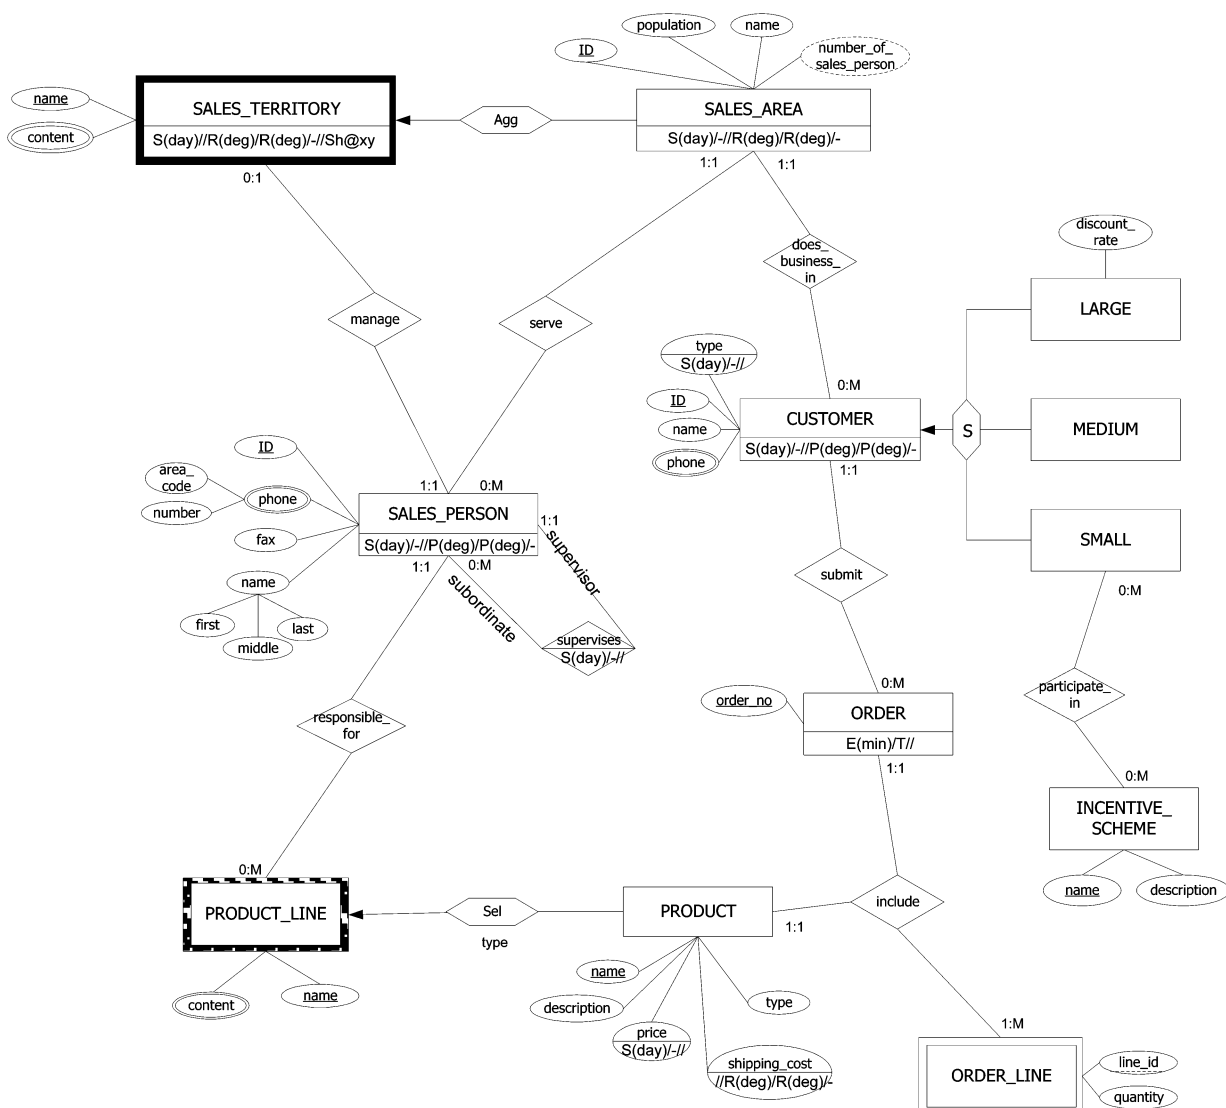 population
name
ID
number_of_
sales_person
name
content
SALES_TERRITORY
S(day)//R(deg)/R(deg)/-//Sh@xy
Agg
SALES_AREA
S(day)/-//R(deg)/R(deg)/-
0:1
1:1
1:1
does_
business_
in
discount_
rate
LARGE
manage
serve
type
S(day)/-//
ID
name
phone
0:M
CUSTOMER
S(day)/-//P(deg)/P(deg)/-
1:1
S
MEDIUM
SMALL
0:M
ID
area_
code
number
phone
fax
name
first
middle
last
1:1
0:M
SALES_PERSON
S(day)/-//P(deg)/P(deg)/-
1:1
1:1
0:M
supervisor
subordinate
supervises
S(day)/-//
submit
0:M
order_no
ORDER
E(min)/T//
1:1
participate_
in
0:M
INCENTIVE_
SCHEME
name
description
responsible_
for
0:M
PRODUCT_LINE
content
name
Sel
type
PRODUCT
1:1
include
name
description
price
S(day)/-//
shipping_cost
//R(deg)/R(deg)/-
type
1:M
ORDER_LINE
line_id
quantity